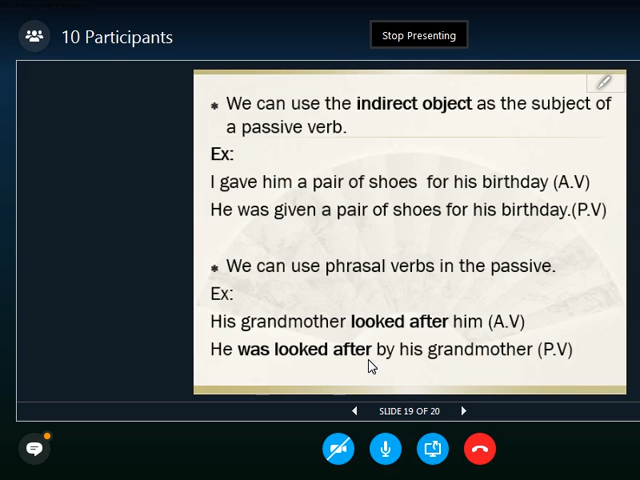 10 Participants
Stop Presenting
We can use the indirect object as the subject of
a passive verb.
Ex:
I gave him a pair of shoes for his birthday (A.V)
He was given a pair of shoes for his birthday.(P.V)
We can use phrasal verbs in the passive.
Ex:
His grandmother looked after him (A.V)
He was looked after by his grandmother (P.V)
SLIDE 19 OF 20